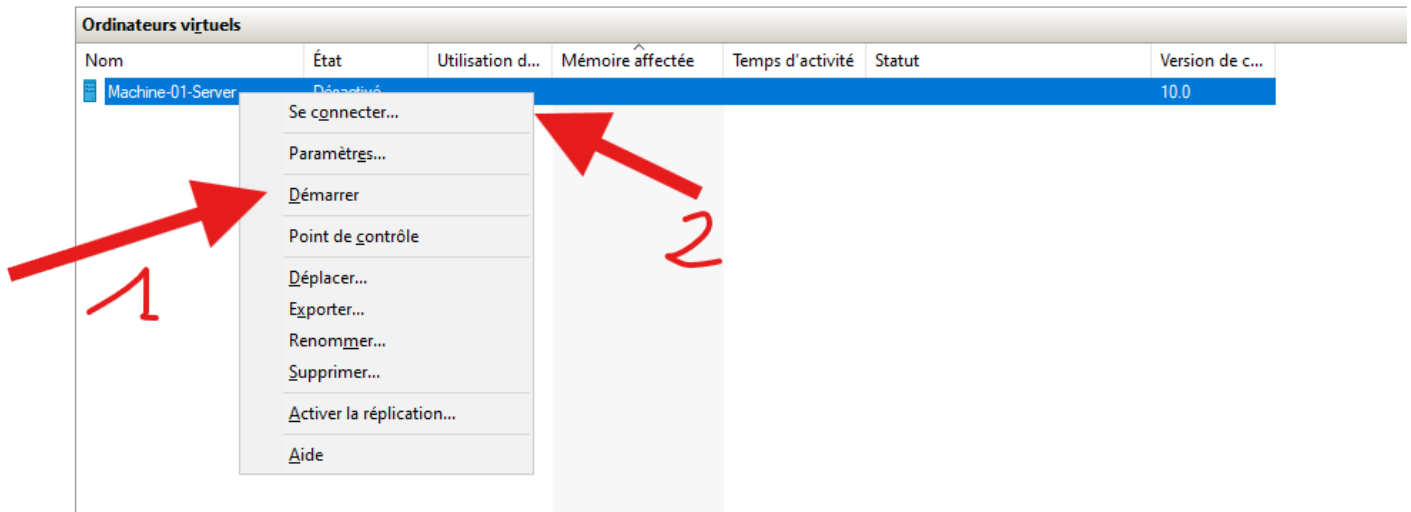 Ordinateurs virtuels
Nom État Utilisation d... Mémoire affectée Temps d'activité Statut Version de c...
Machine-01-Server Désactivé 10.0
Se connecter...
Paramètres...
Démarrer
Point de contrôle
2
Déplacer...
1
Exporter...
Renommer...
Supprimer...
Activer la réplication...
Aide